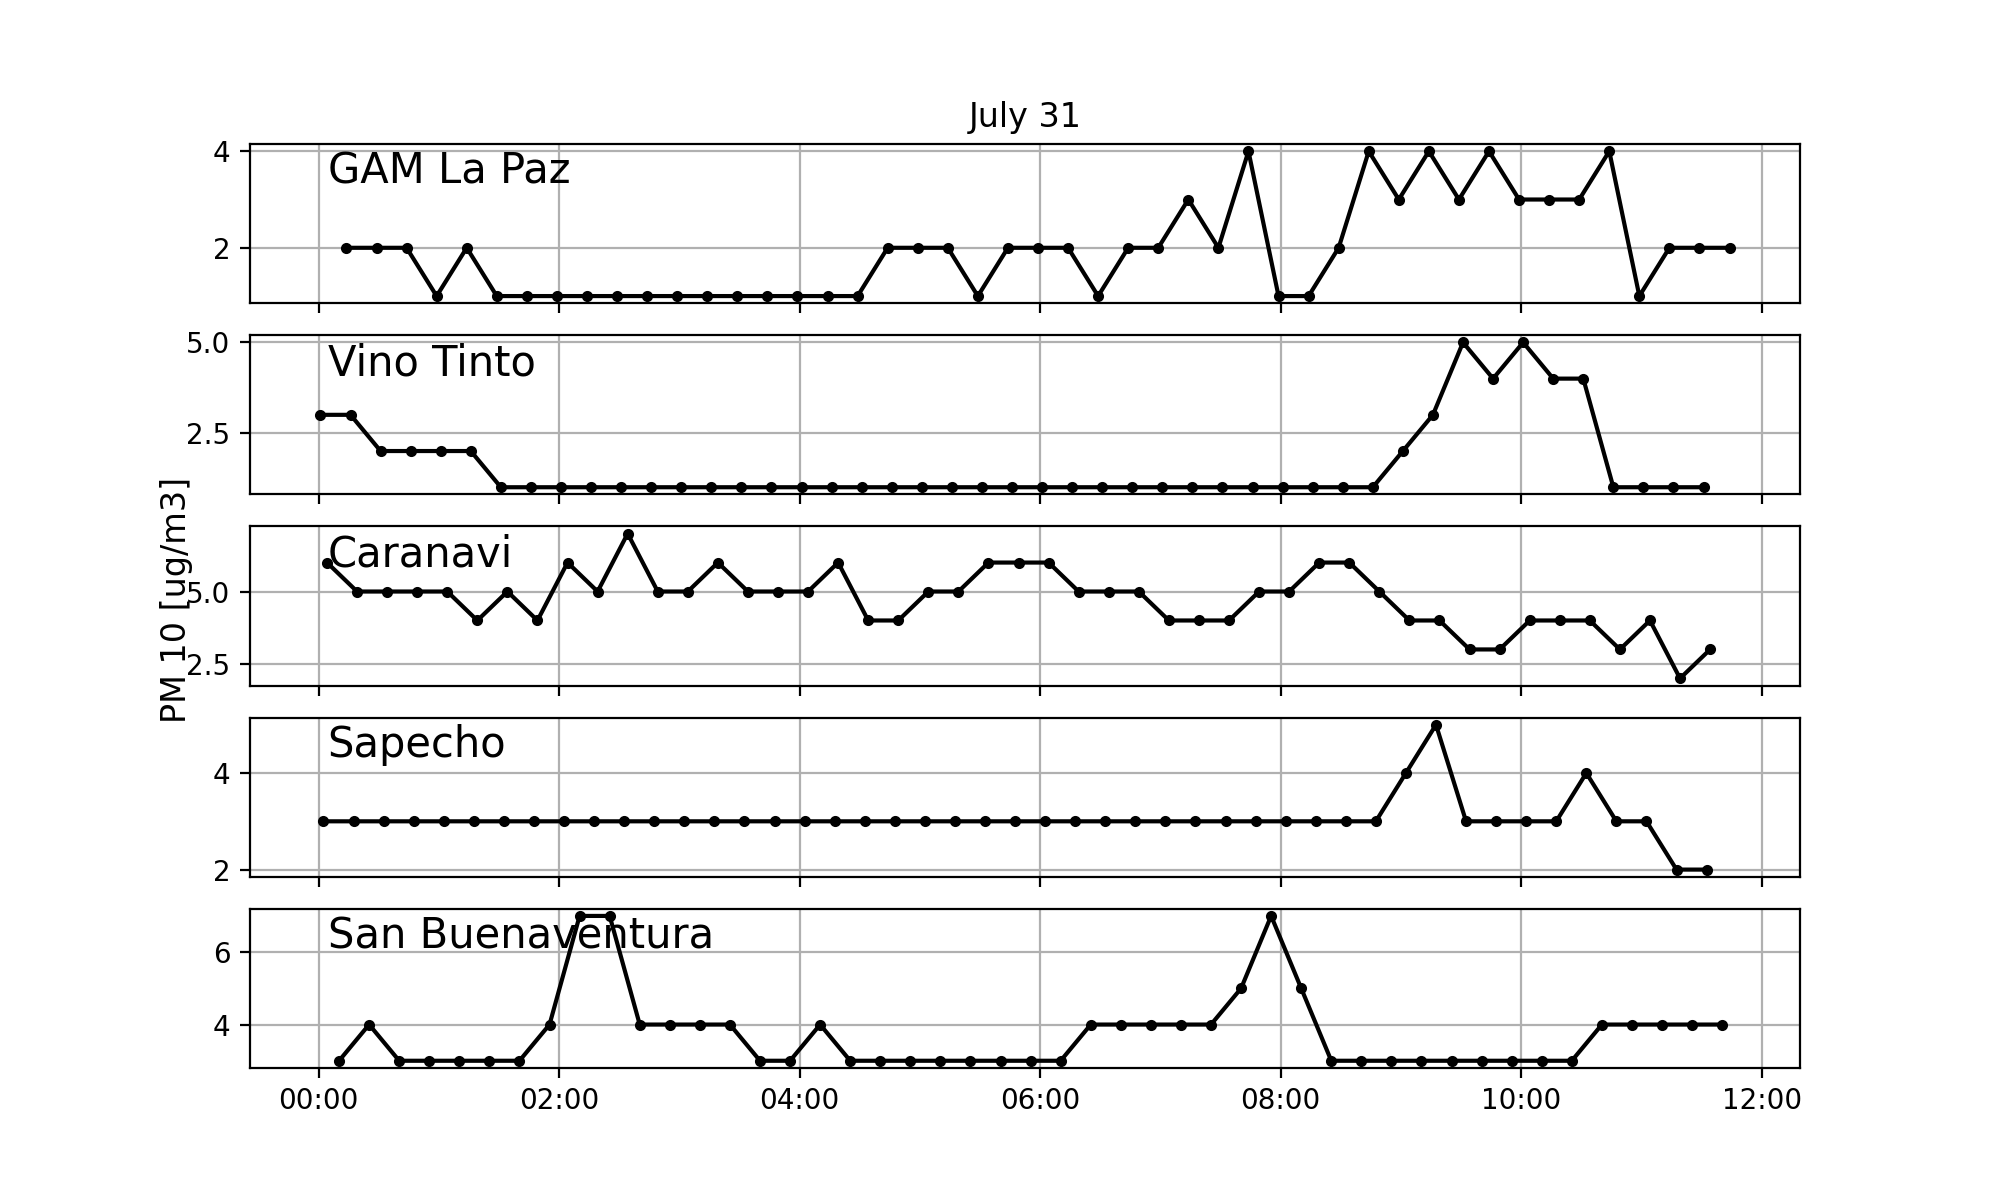 July 31
PM 10 [ug/m3]
4
2
GAM La Paz
5.0
2.5
Vino Tinto
5.0
2.5
Caranavi
4
2
Sapecho
6
4
San Buenaventura
00:00 02:00 04:00 06:00 08:00 10:00 12:00